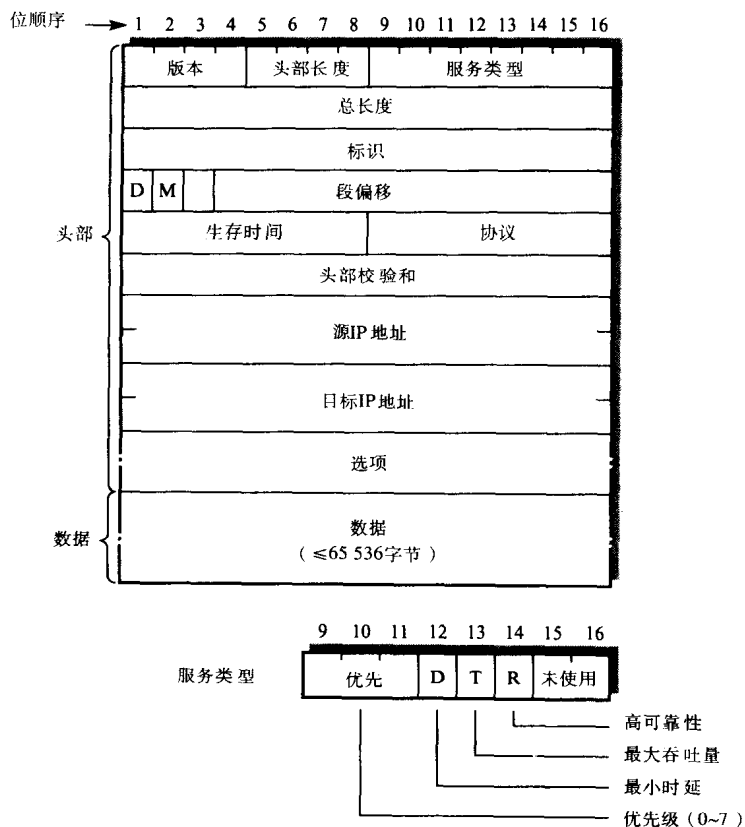 位顺序 1 2 3 4 5 6 7 8 9 10 11 12 13 14 15 16
版本 头部长度 服务类型
总长度
标识
D M 段偏移
生存时间 协议
头部校验和
头部
源IP地址
目标IP地址
选项
数据 数据
(≤65 536字节)
9 10 11 12 13 14 15 16
服务类型 优先 D T R 未使用
高可靠性
最大吞吐量
最小时延
优先级(0~7)